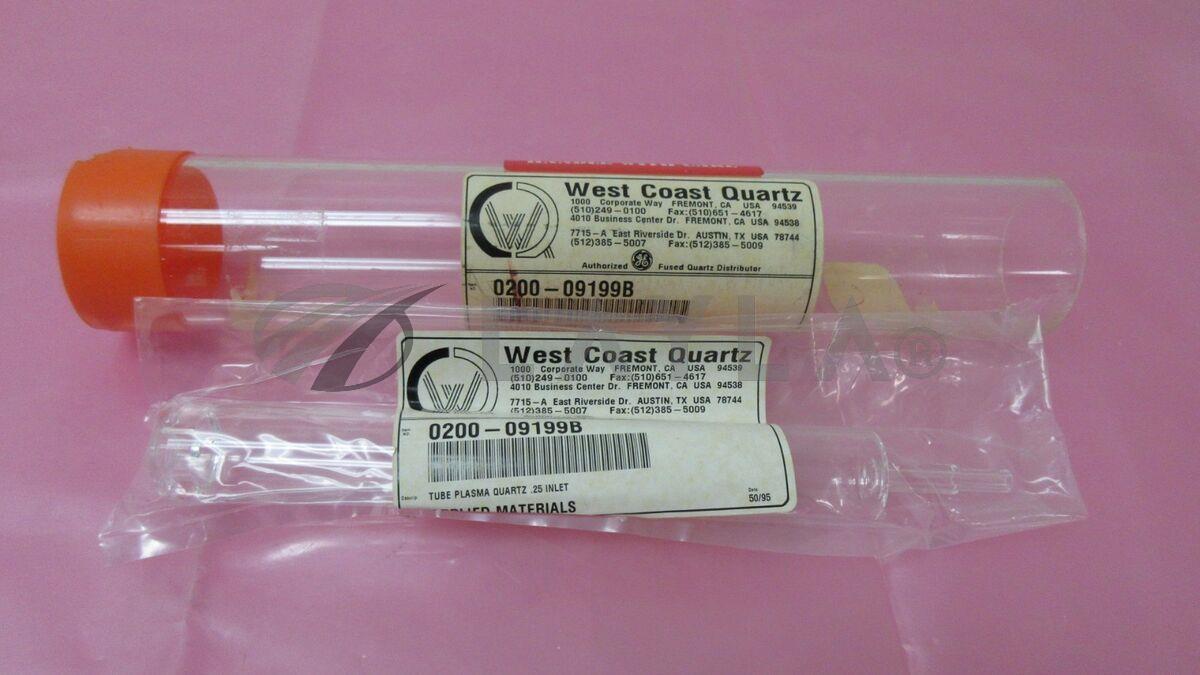 West Coast Quartz
1000 Corporate Way FREMONT, CA USA 94539
(510)249-0100 Fax:(510)651-4617
4010 Business Center Dr. FREMONT, CA USA 94538
7715-A East Riverside Dr. AUSTIN, TX USA 78744
(512)385-5007 Fax:(512)385-5009
Authorized GE Fused Quartz Distributor
0200-09199B
West Coast Quartz
1000 Corporate Way FREMONT, CA USA 94539
(510)249-0100 Fax:(510)651-4617
4010 Business Center Dr. FREMONT, CA USA 94538
7715-A East Riverside Dr. AUSTIN, TX USA 78744
(512)385-5007 Fax:(512)385-5009
0200-09199B
TUBE PLASMA QUARTZ .25 INLET
Date
50/95
MATERIALS